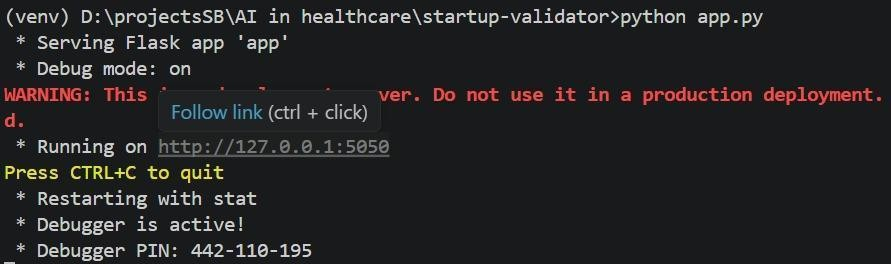 (venv) D:\projectsSB\AI in healthcare\startup-validator>python app.py
* Serving Flask app 'app'
* Debug mode: on
WARNING: This ver. Do not use it in a production deployment.
Follow link (ctrl + click)
d.
* Running on http://127.0.0.1:5050
Press CTRL+C to quit
* Restarting with stat
* Debugger is active!
* Debugger PIN: 442-110-195